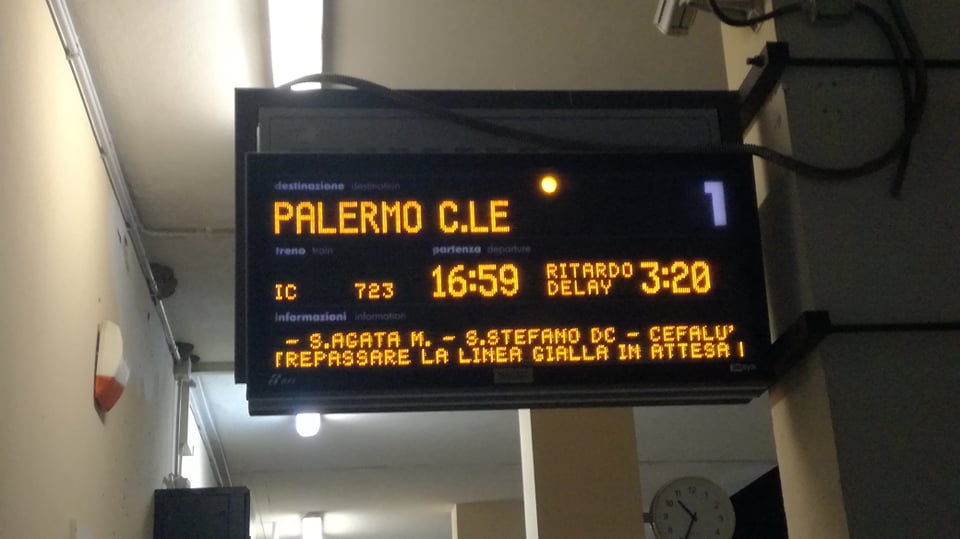 destinazione destination
PALERMO C.LE
1
treno train
partenza departure
IC 723 16:59 RITARDO DELAY 3:20
informazioni information
- S.AGATA M. - S.STEFANO DC - CEFALU'
TREPASSARE LA LINEA GIALLA IN ATTESA